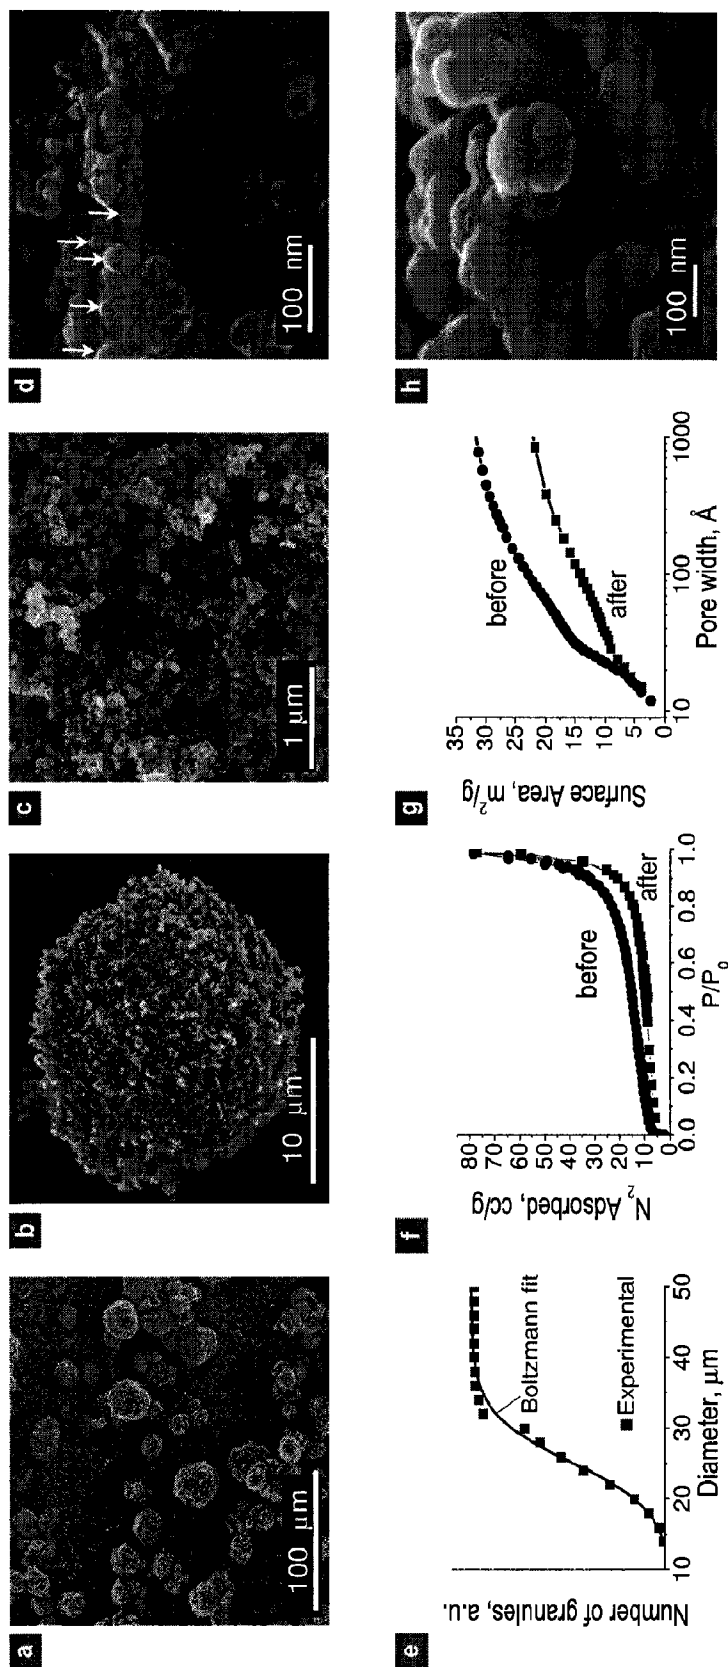 a
100 μm
b
10 μm
c
1 μm
d
100 nm
e
Number of granules, a.u.
Boltzmann fit
Experimental
10 20 30 40 50
Diameter, μm
f
N2 Adsorbed, cc/g
80
70
60
50
40
30
20
10
before
after
0.0 0.2 0.4 0.6 0.8 1.0
P/P0
g
Surface Area, m²/g
35
30
25
20
15
10
5
0
before
after
10 100 1000
Pore width, Å
h
100 nm